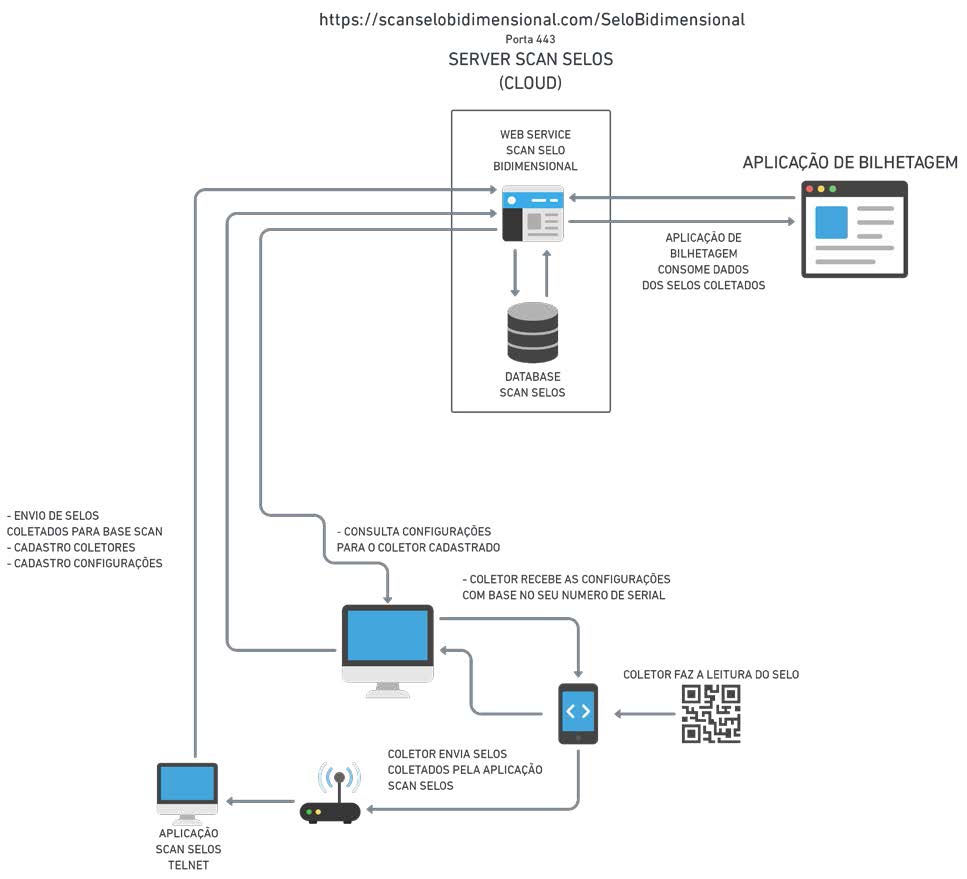 https://scanselobidimensional.com/SeloBidimensional
Porta 443
SERVER SCAN SELOS
(CLOUD)
WEB SERVICE
SCAN SELO
BIDIMENSIONAL
APLICAÇÃO DE BILHETAGEM
APLICAÇÃO DE
BILHETAGEM
CONSOME DADOS
DOS SELOS COLETADOS
DATABASE
SCAN SELOS
- ENVIO DE SELOS
COLETADOS PARA BASE SCAN
- CADASTRO COLETORES
- CADASTRO CONFIGURAÇÕES
- CONSULTA CONFIGURAÇÕES
PARA O COLETOR CADASTRADO
- COLETOR RECEBE AS CONFIGURAÇÕES
COM BASE NO SEU NUMERO DE SERIAL
COLETOR FAZ A LEITURA DO SELO
COLETOR ENVIA SELOS
COLETADOS PELA APLICAÇÃO
SCAN SELOS
APLICAÇÃO
SCAN SELOS
TELNET